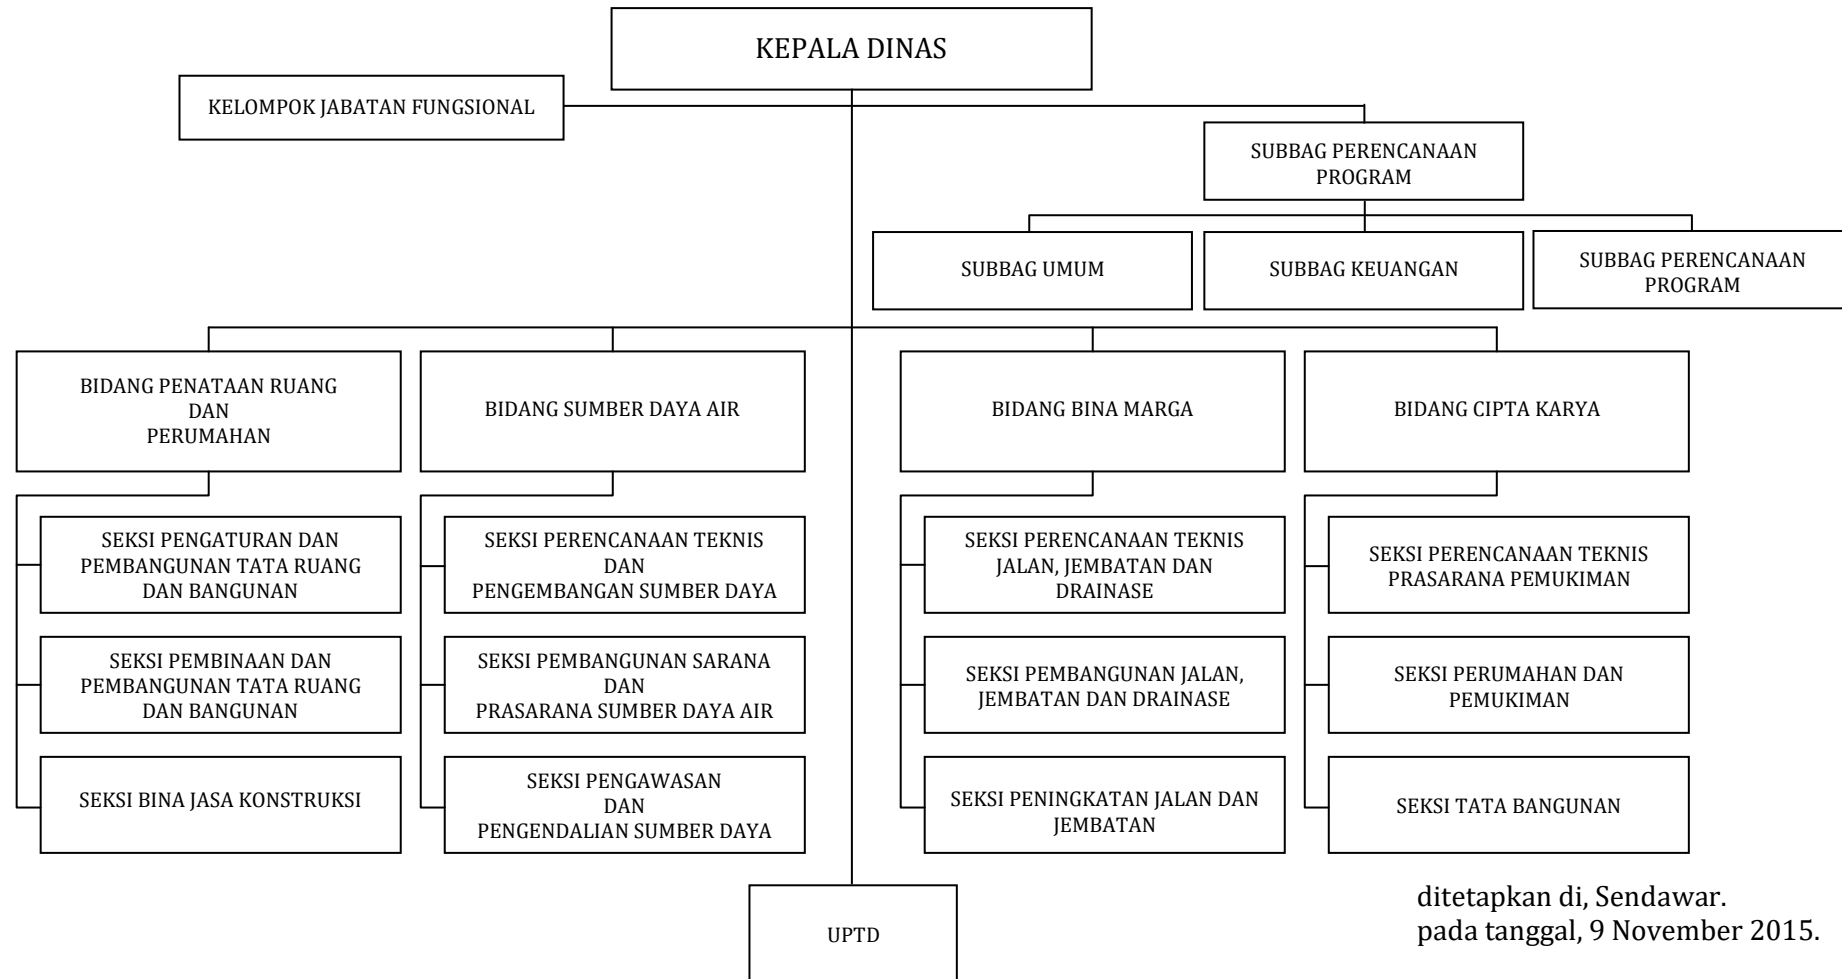 KEPALA DINAS
KELOMPOK JABATAN FUNGSIONAL
SUBBAG PERENCANAAN
PROGRAM
SUBBAG UMUM
SUBBAG KEUANGAN
SUBBAG PERENCANAAN
PROGRAM
BIDANG PENATAAN RUANG
DAN
PERUMAHAN
BIDANG SUMBER DAYA AIR
BIDANG BINA MARGA
BIDANG CIPTA KARYA
SEKSI PENGATURAN DAN
PEMBANGUNAN TATA RUANG
DAN BANGUNAN
SEKSI PERENCANAAN TEKNIS
DAN
PENGEMBANGAN SUMBER DAYA
SEKSI PERENCANAAN TEKNIS
JALAN, JEMBATAN DAN
DRAINASE
SEKSI PERENCANAAN TEKNIS
PRASARANA PEMUKIMAN
SEKSI PEMBINAAN DAN
PEMBANGUNAN TATA RUANG
DAN BANGUNAN
SEKSI PEMBANGUNAN SARANA
DAN
PRASARANA SUMBER DAYA AIR
SEKSI PEMBANGUNAN JALAN,
JEMBATAN DAN DRAINASE
SEKSI PERUMAHAN DAN
PEMUKIMAN
SEKSI BINA JASA KONSTRUKSI
SEKSI PENGAWASAN
DAN
PENGENDALIAN SUMBER DAYA
SEKSI PENINGKATAN JALAN DAN
JEMBATAN
SEKSI TATA BANGUNAN
UPTD
ditetapkan di, Sendawar.
pada tanggal, 9 November 2015.